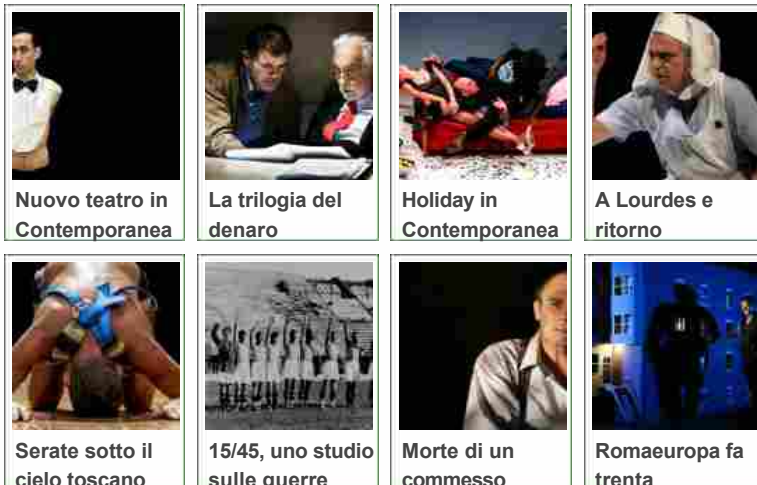 Nuovo teatro in
Contemporanea
La trilogia del
denaro
Holiday in
Contemporanea
A Lourdes e
ritorno
Serate sotto il
cielo toscano
15/45, uno studio
sulle guerre
Morte di un
commesso
Romaeuropa fa
trenta